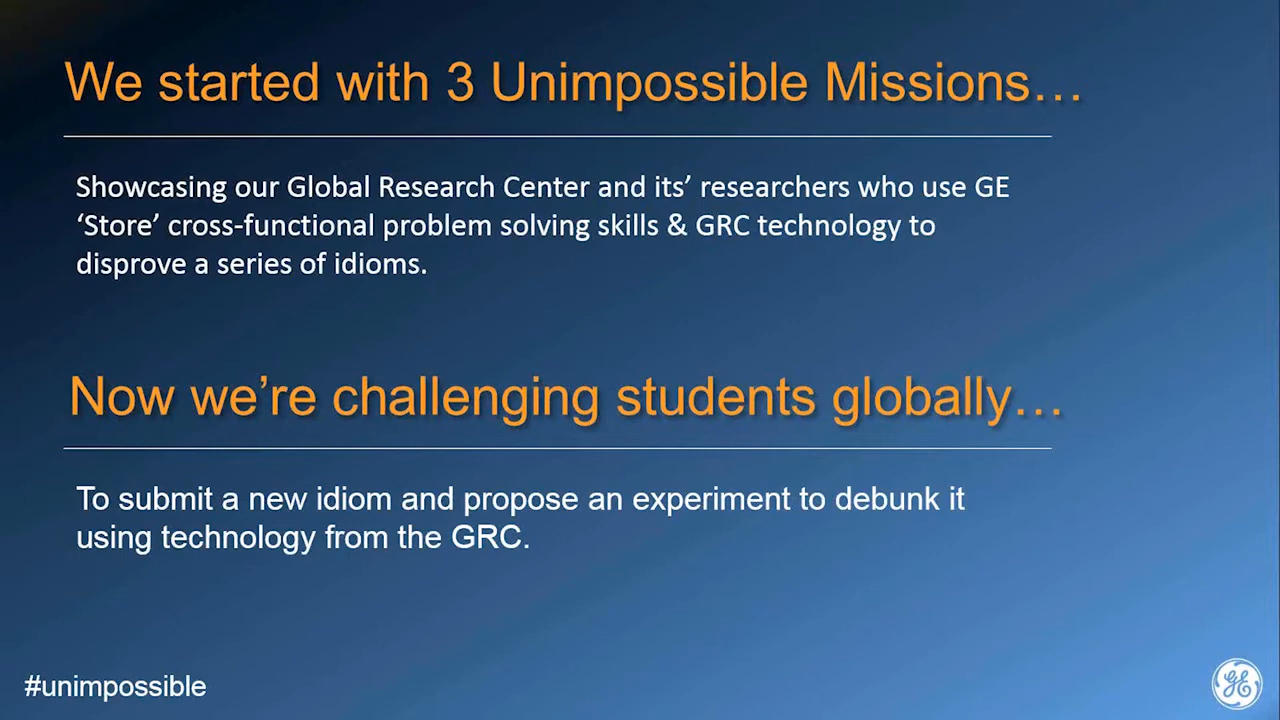 We started with 3 Unimpossible Missions…
Showcasing our Global Research Center and its’ researchers who use GE
‘Store’ cross-functional problem solving skills & GRC technology to
disprove a series of idioms.
Now we’re challenging students globally…
To submit a new idiom and propose an experiment to debunk it
using technology from the GRC.
#unimpossible
GE